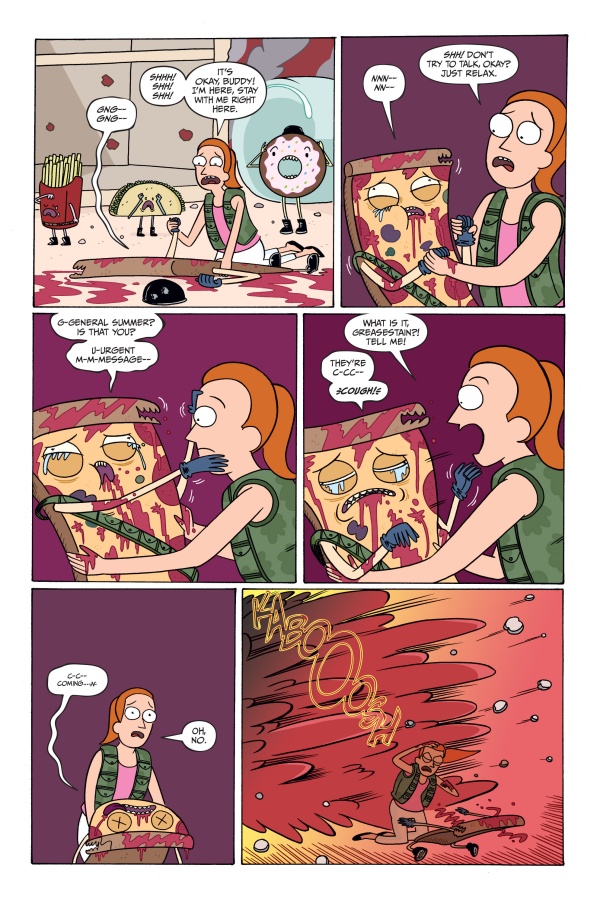 GNG--
GNG--
SHHH!
SHH!
SHH!
IT'S
OKAY, BUDDY!
I'M HERE, STAY
WITH ME RIGHT
HERE.
NNN--
NN--
SHH! DON'T
TRY TO TALK, OKAY?
JUST RELAX.
G-GENERAL SUMMER?
IS THAT YOU?
U-URGENT
M-M-MESSAGE--
WHAT IS IT,
GREASESTAIN?!
TELL ME!
THEY'RE
C-CC--
COUGH!
C-C--
COMING--
OH,
NO.
KABOOOOSH